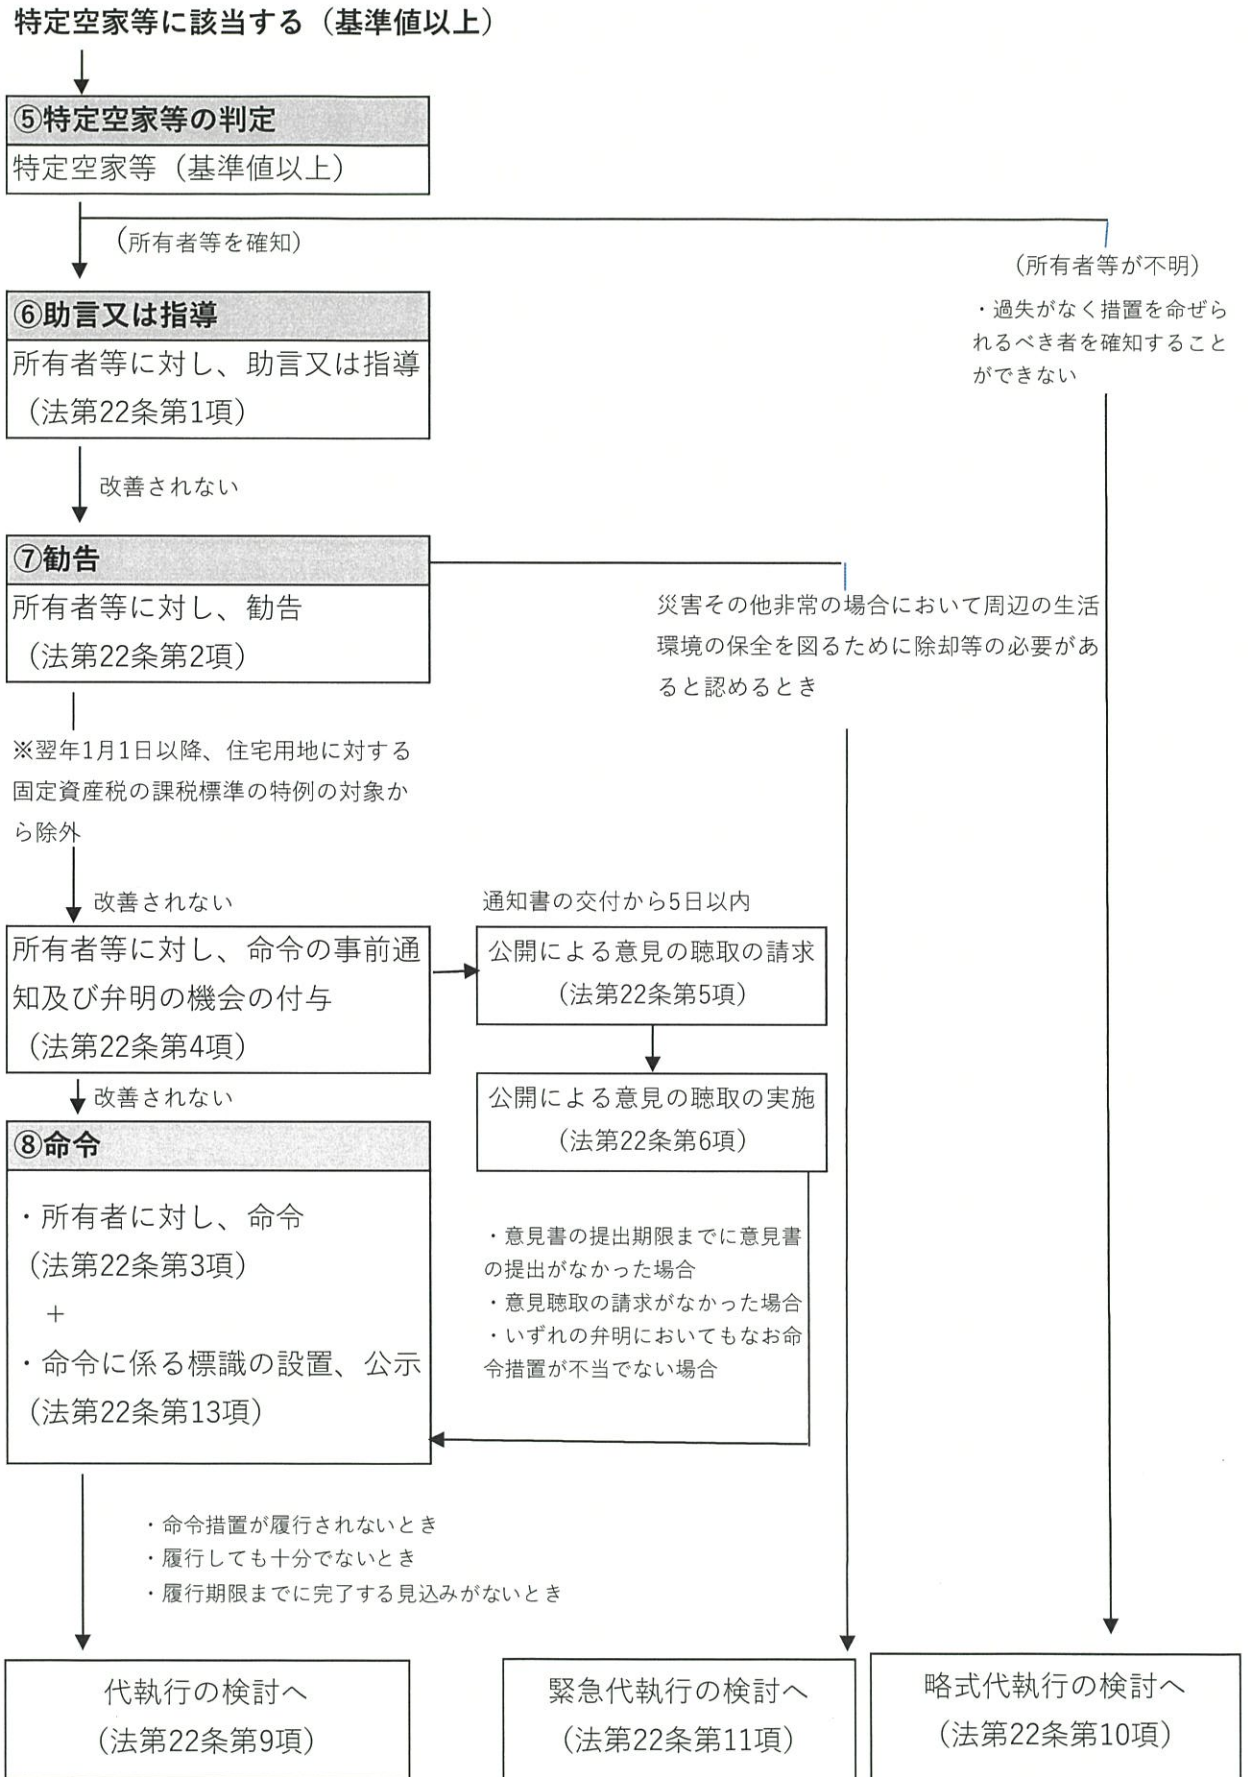 特定空家等に該当する（基準値以上）
⑤特定空家等の判定
特定空家等（基準値以上）
（所有者等を確知）
（所有者等が不明）
・過失がなく措置を命ぜら
れるべき者を確知すること
ができない
⑥助言又は指導
所有者等に対し、助言又は指導
（法第22条第1項）
改善されない
⑦勧告
所有者等に対し、勧告
（法第22条第2項）
災害その他非常の場合において周辺の生活
環境の保全を図るために除却等の必要があ
ると認めるとき
※翌年1月1日以降、住宅用地に対する
固定資産税の課税標準の特例の対象か
ら除外
改善されない
所有者等に対し、命令の事前通
知及び弁明の機会の付与
（法第22条第4項）
通知書の交付から5日以内
公開による意見の聴取の請求
（法第22条第5項）
公開による意見の聴取の実施
（法第22条第6項）
改善されない
⑧命令
・所有者に対し、命令
（法第22条第3項）
＋
・命令に係る標識の設置、公示
（法第22条第13項）
・意見書の提出期限までに意見書
の提出がなかった場合
・意見聴取の請求がなかった場合
・いずれの弁明においてもなお命
令措置が不当でない場合
・命令措置が履行されないとき
・履行しても十分でないとき
・履行期限までに完了する見込みがないとき
代執行の検討へ
（法第22条第9項）
緊急代執行の検討へ
（法第22条第11項）
略式代執行の検討へ
（法第22条第10項）